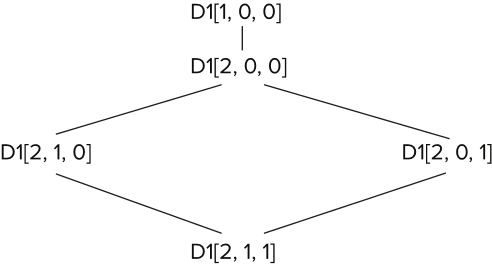 D1[1, 0, 0]
D1[2, 0, 0]
D1[2, 1, 0]
D1[2, 0, 1]
D1[2, 1, 1]